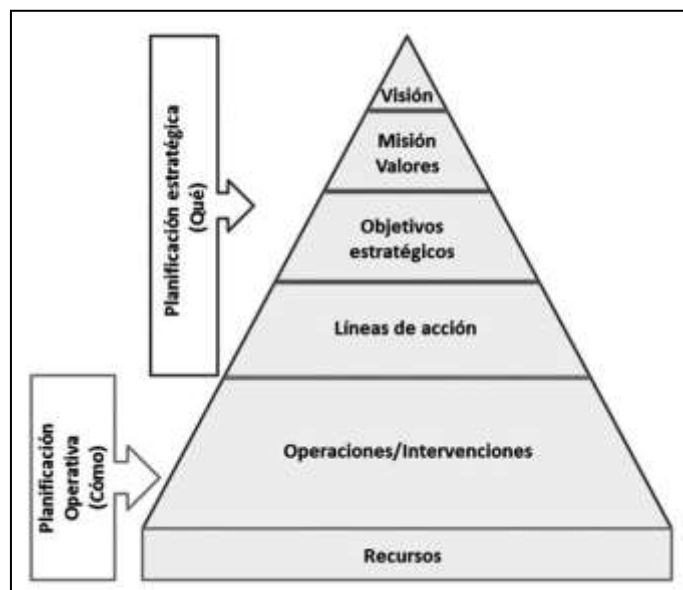 Planificación estratégica
(Qué)
Visión
Misión
Valores
Objetivos
estratégicos
Líneas de acción
Planificación
Operativa
(Cómo)
Operaciones/Intervenciones
Recursos